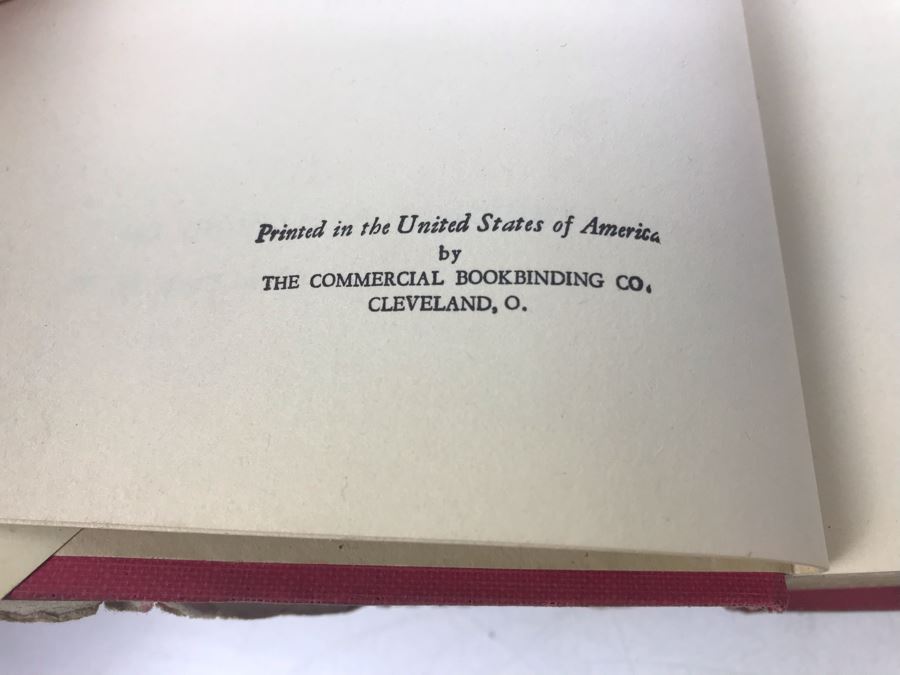 Printed in the United States of America
by
THE COMMERCIAL BOOKBINDING CO.
CLEVELAND, O.